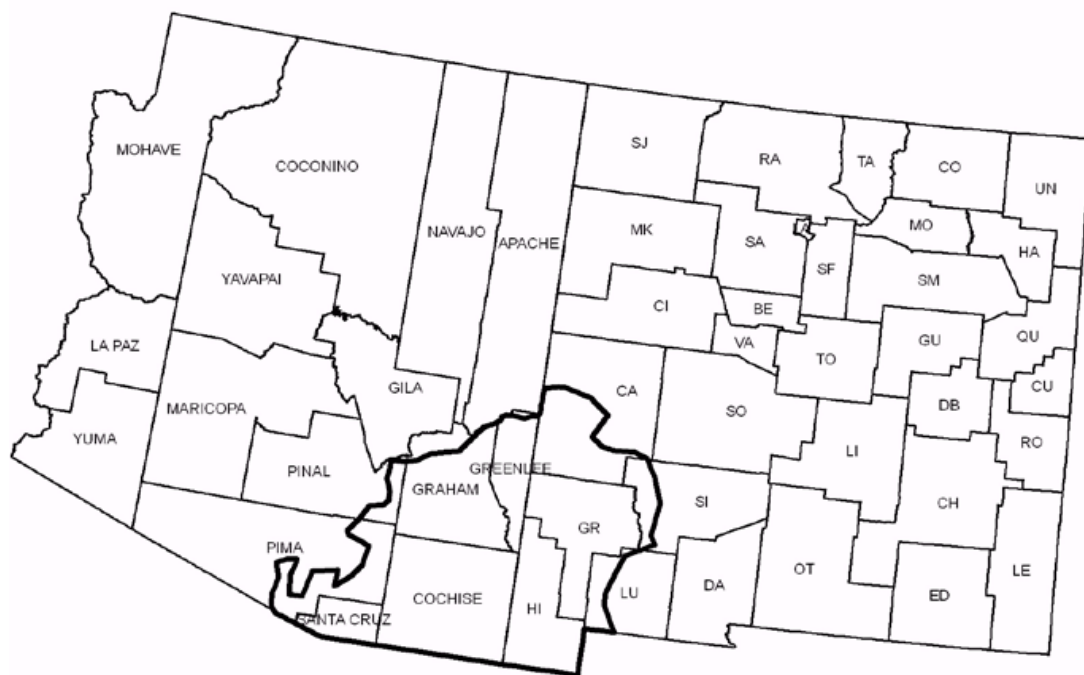 MOHAVE
COCONINO
NAVAJO
APACHE
YAVAPAI
LA PAZ
YUMA
MARICOPA
GILA
PINAL
PIMA
GRAHAM
GREENLEE
COCHISE
SANTA CRUZ
SJ
RA
TA
CO
UN
MK
SA
MO
HA
SF
SM
CI
BE
VA
TO
GU
QU
CU
CA
SO
DB
RO
LI
CH
SI
GR
HI
LU
DA
OT
ED
LE